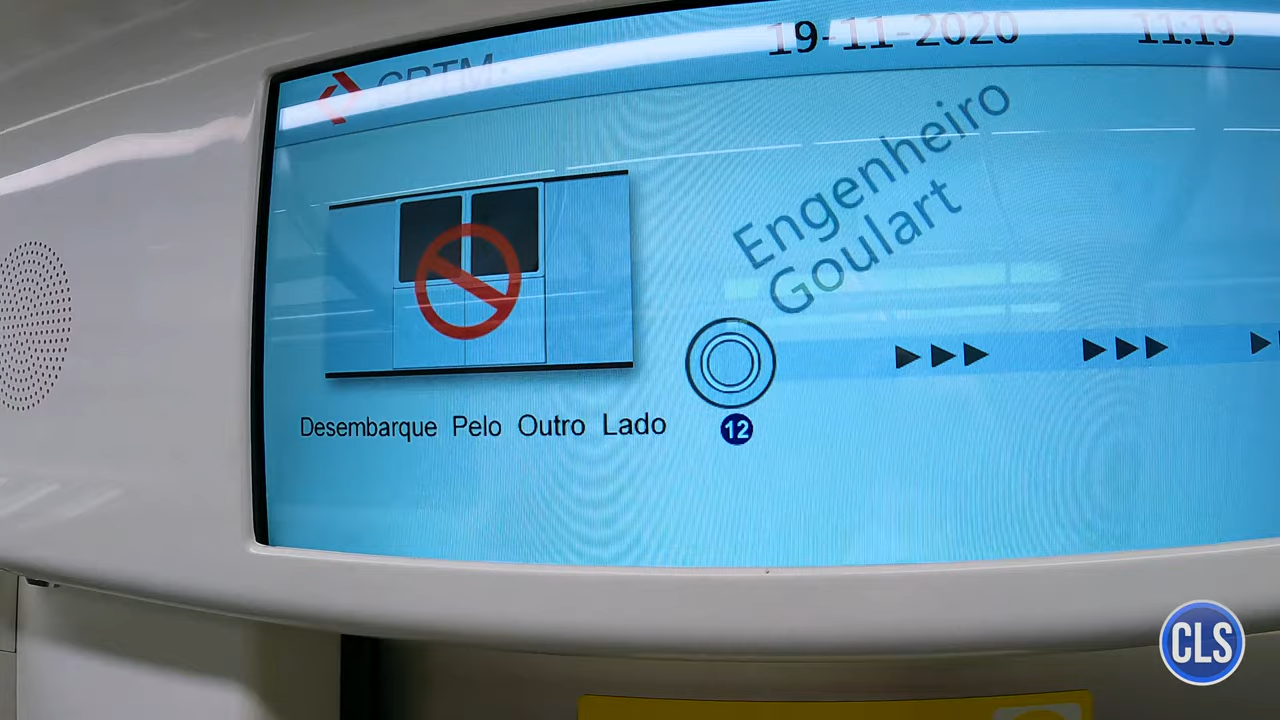 CPTM
19-11-2020 11:19
Engenheiro
Goulart
Desembarque Pelo Outro Lado
12
CLS